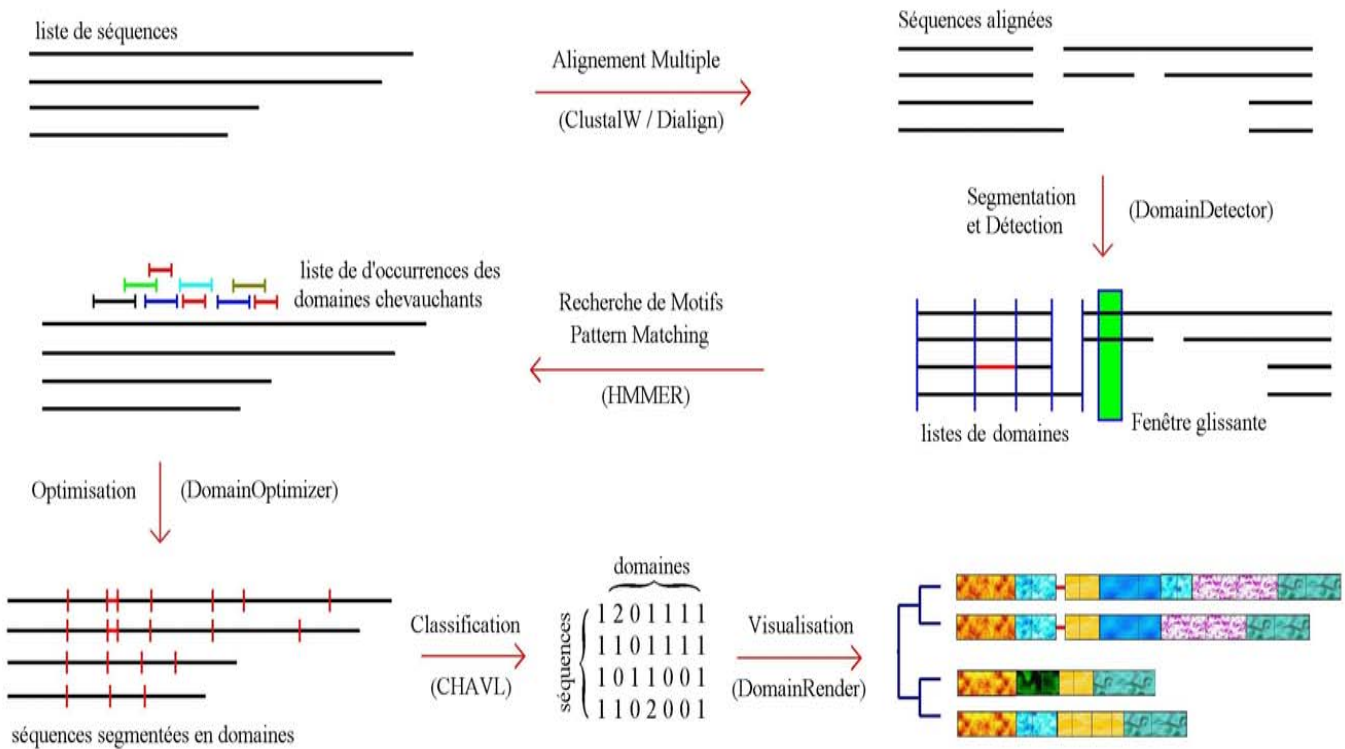 liste de séquences
Alignement Multiple
(ClustalW / Dialign)
Séquences alignées
Segmentation
et Détection
(DomainDetector)
listes de domaines
Fenêtre glissante
Recherche de Motifs
Pattern Matching
(HMMER)
liste de d'occurrences des
domaines chevauchants
Optimisation
(DomainOptimizer)
séquences segmentées en domaines
Classification
(CHAVL)
domaines
séquences
1 2 0 1 1 1 1
1 1 0 1 1 1 1
1 0 1 1 0 0 1
1 1 0 2 0 0 1
Visualisation
(DomainRender)